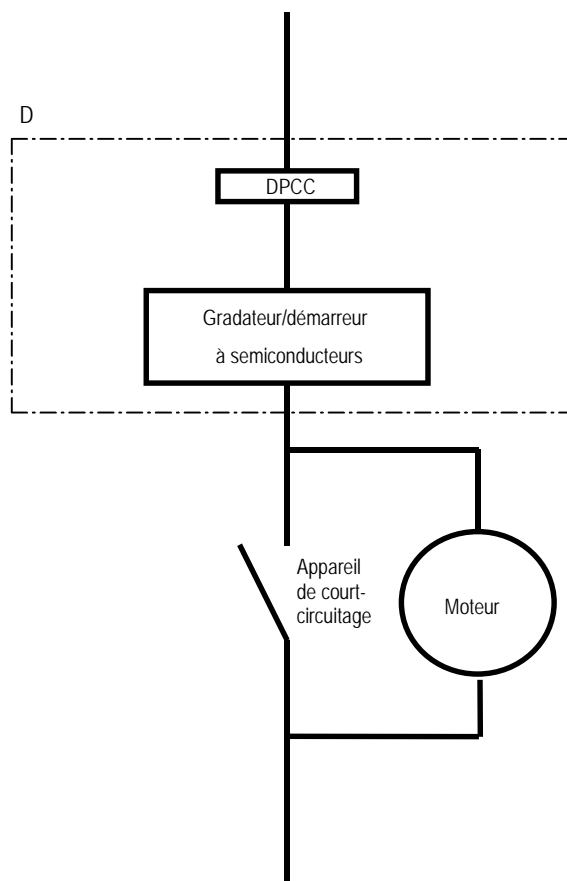 D
DPCC
Gradateur/démarreur
à semiconducteurs
Appareil
de court-
circuitage
Moteur